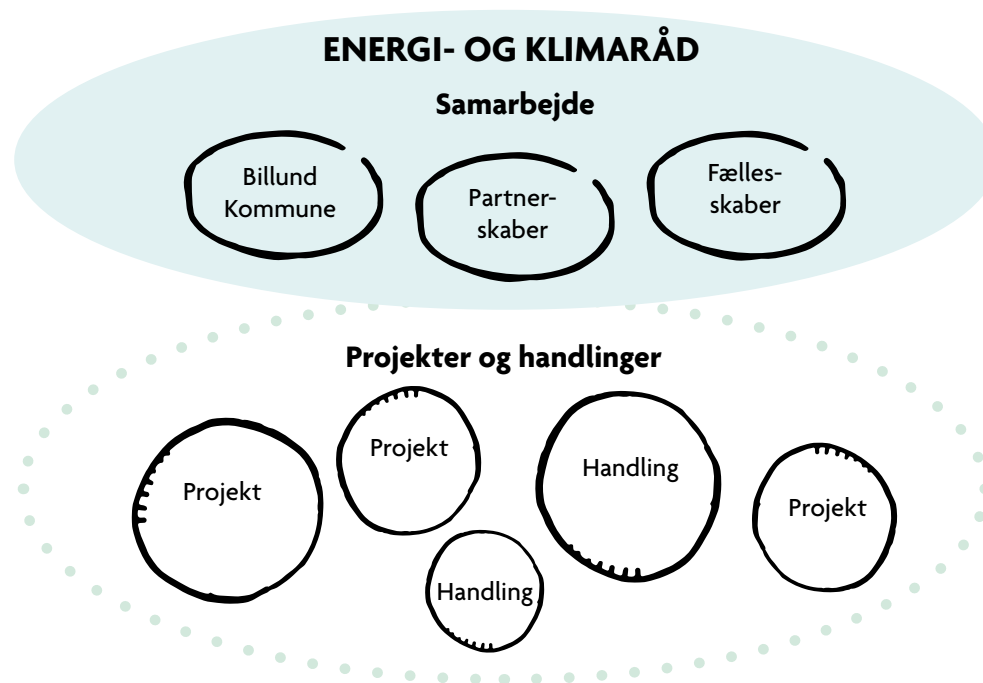 ENERGI- OG KLIMARÅD
Samarbejde
Billund
Kommune
Partner-
skaber
Fælles-
skaber
Projekter og handlinger
Projekt
Projekt
Handling
Projekt
Handling